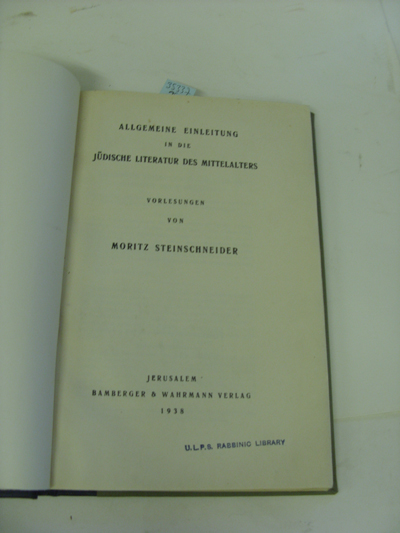 ALLGEMEINE EINLEITUNG
IN DIE
JÜDISCHE LITERATUR DES MITTELALTERS
VORLESUNGEN
VON
MORITZ STEINSCHNEIDER
JERUSALEM
BAMBERGER & WAHRMANN VERLAG
1938
U.L.P.S. RABBINIC LIBRARY